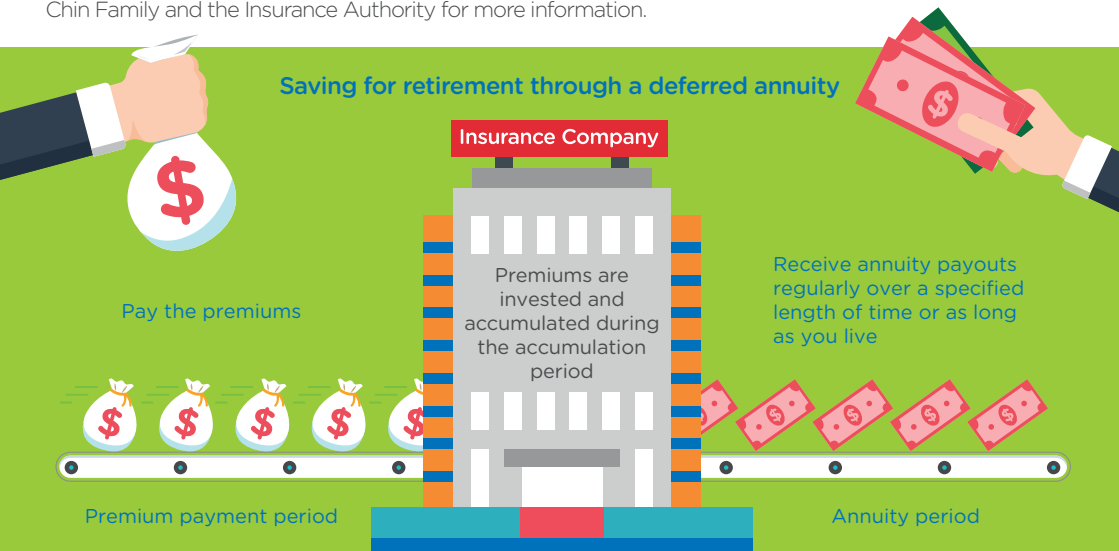 Chin Family and the Insurance Authority for more information.
Saving for retirement through a deferred annuity
Insurance Company
$
$
Pay the premiums
Premiums are
invested and
accumulated during
the accumulation
period
Receive annuity payouts
regularly over a specified
length of time or as long
as you live
$ $ $ $ $
$ $ $ $ $
Premium payment period
Annuity period